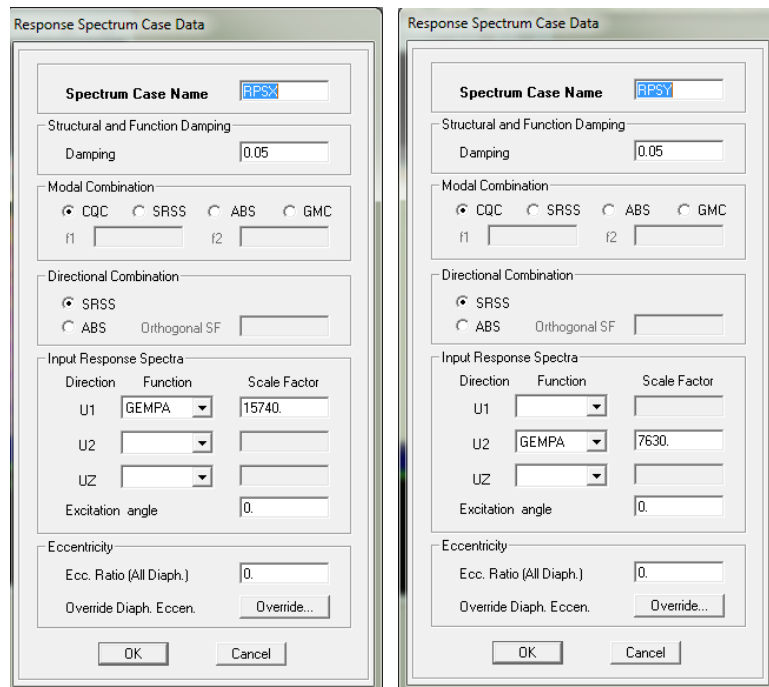 Response Spectrum Case Data
Spectrum Case Name RPSX
Structural and Function Damping
Damping 0.05
Modal Combination
CQC SRSS ABS GMC
f1 f2
Directional Combination
SRSS
ABS Orthogonal SF
Input Response Spectra
Direction Function Scale Factor
U1 GEMPA 15740.
U2
UZ
Excitation angle 0.
Eccentricity
Ecc. Ratio (All Diaph.) 0.
Override Diaph. Eccen. Override...
OK Cancel
Response Spectrum Case Data
Spectrum Case Name RPSY
Structural and Function Damping
Damping 0.05
Modal Combination
CQC SRSS ABS GMC
f1 f2
Directional Combination
SRSS
ABS Orthogonal SF
Input Response Spectra
Direction Function Scale Factor
U1
U2 GEMPA 7630.
UZ
Excitation angle 0.
Eccentricity
Ecc. Ratio (All Diaph.) 0.
Override Diaph. Eccen. Override...
OK Cancel